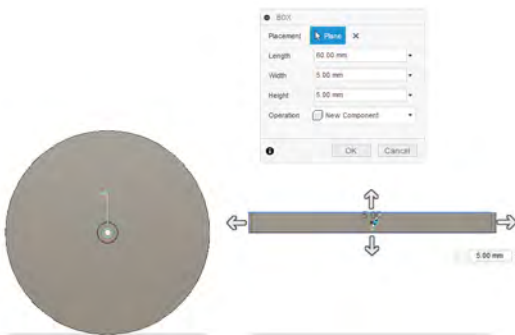 BOX
Placement Plane
Length 60.00 mm
Width 5.00 mm
Height 5.00 mm
Operation New Component
OK Cancel
5.00 mm